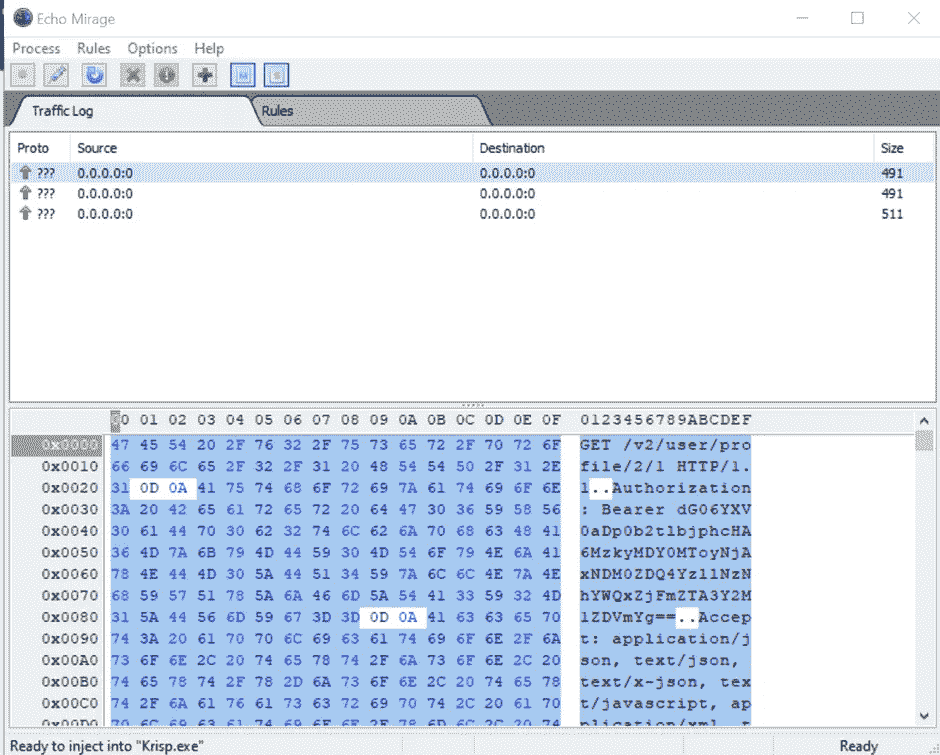 Echo Mirage
Process Rules Options Help
Traffic Log Rules
Proto Source Destination Size
??? 0.0.0.0:0 0.0.0.0:0 491
??? 0.0.0.0:0 0.0.0.0:0 491
??? 0.0.0.0:0 0.0.0.0:0 511
00 01 02 03 04 05 06 07 08 09 0A 0B 0C 0D 0E 0F 0123456789ABCDEF
0x0000 47 45 54 20 2F 76 32 2F 75 73 65 72 2F 70 72 6F GET /v2/user/pro
0x0010 66 69 6C 65 2F 32 2F 31 20 48 54 54 50 2F 31 2E file/2/1 HTTP/1.
0x0020 31 0D 0A 41 75 74 68 6F 72 69 7A 61 74 69 6F 6E 1..Authorization
0x0030 3A 20 42 65 61 72 65 72 20 64 47 30 36 59 58 56 : Bearer dG06YXV
0x0040 30 61 44 70 30 62 32 74 6C 62 6A 70 68 63 48 41 0aDp0b2tlbjphcHA
0x0050 36 4D 7A 6B 79 4D 44 59 30 4D 54 6F 79 4E 6A 41 6MzkyMDY0MToyNjA
0x0060 78 4E 44 4D 30 5A 44 51 34 59 7A 6C 6C 4E 7A 4E xNDM0ZDQ4YzllNzN
0x0070 68 59 57 51 78 5A 6A 46 6D 5A 54 41 33 59 32 4D hYWQxZjFmZTA3Y2M
0x0080 31 5A 44 56 6D 59 67 3D 3D 0D 0A 41 63 63 65 70 1ZDVmYg==..Accep
0x0090 74 3A 20 61 70 70 6C 69 63 61 74 69 6F 6E 2F 6A t: application/j
0x00A0 73 6F 6E 2C 20 74 65 78 74 2F 6A 73 6F 6E 2C 20 son, text/json,
0x00B0 74 65 78 74 2F 78 2D 6A 73 6F 6E 2C 20 74 65 78 text/x-json, tex
0x00C0 74 2F 6A 61 76 61 73 63 72 69 70 74 2C 20 61 70 t/javascript, ap
Ready to inject into "Krisp.exe" Ready